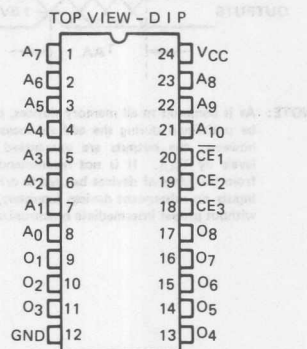 TOP VIEW - DIP
A7 1 24 VCC
A6 2 23 A8
A5 3 22 A9
A4 4 21 A10
A3 5 20 C̅E̅1
A2 6 19 CE2
A1 7 18 CE3
A0 8 17 O8
O1 9 16 O7
O2 10 15 O6
O3 11 14 O5
GND 12 13 O4